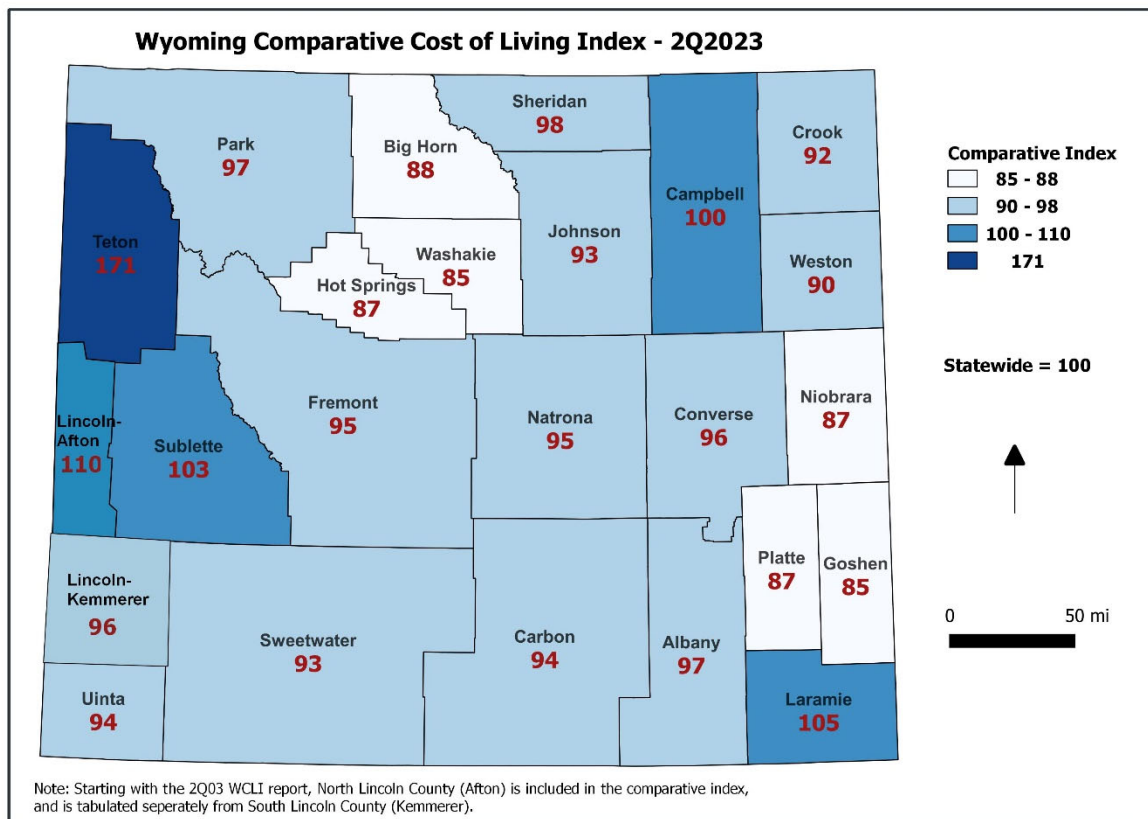 Wyoming Comparative Cost of Living Index - 2Q2023
Sheridan
98
Park
97
Big Horn
88
Campbell
100
Crook
92
Teton
171
Washakie
85
Johnson
93
Weston
90
Hot Springs
87
Lincoln-
Afton
110
Sublette
103
Fremont
95
Natrona
95
Converse
96
Niobrara
87
Lincoln-
Kemmerer
96
Sweetwater
93
Carbon
94
Albany
97
Platte
87
Goshen
85
Uinta
94
Laramie
105
Comparative Index
85 - 88
90 - 98
100 - 110
171
Statewide = 100
0 50 mi
Note: Starting with the 2Q03 WCLI report, North Lincoln County (Afton) is included in the comparative index,
and is tabulated seperately from South Lincoln County (Kemmerer).